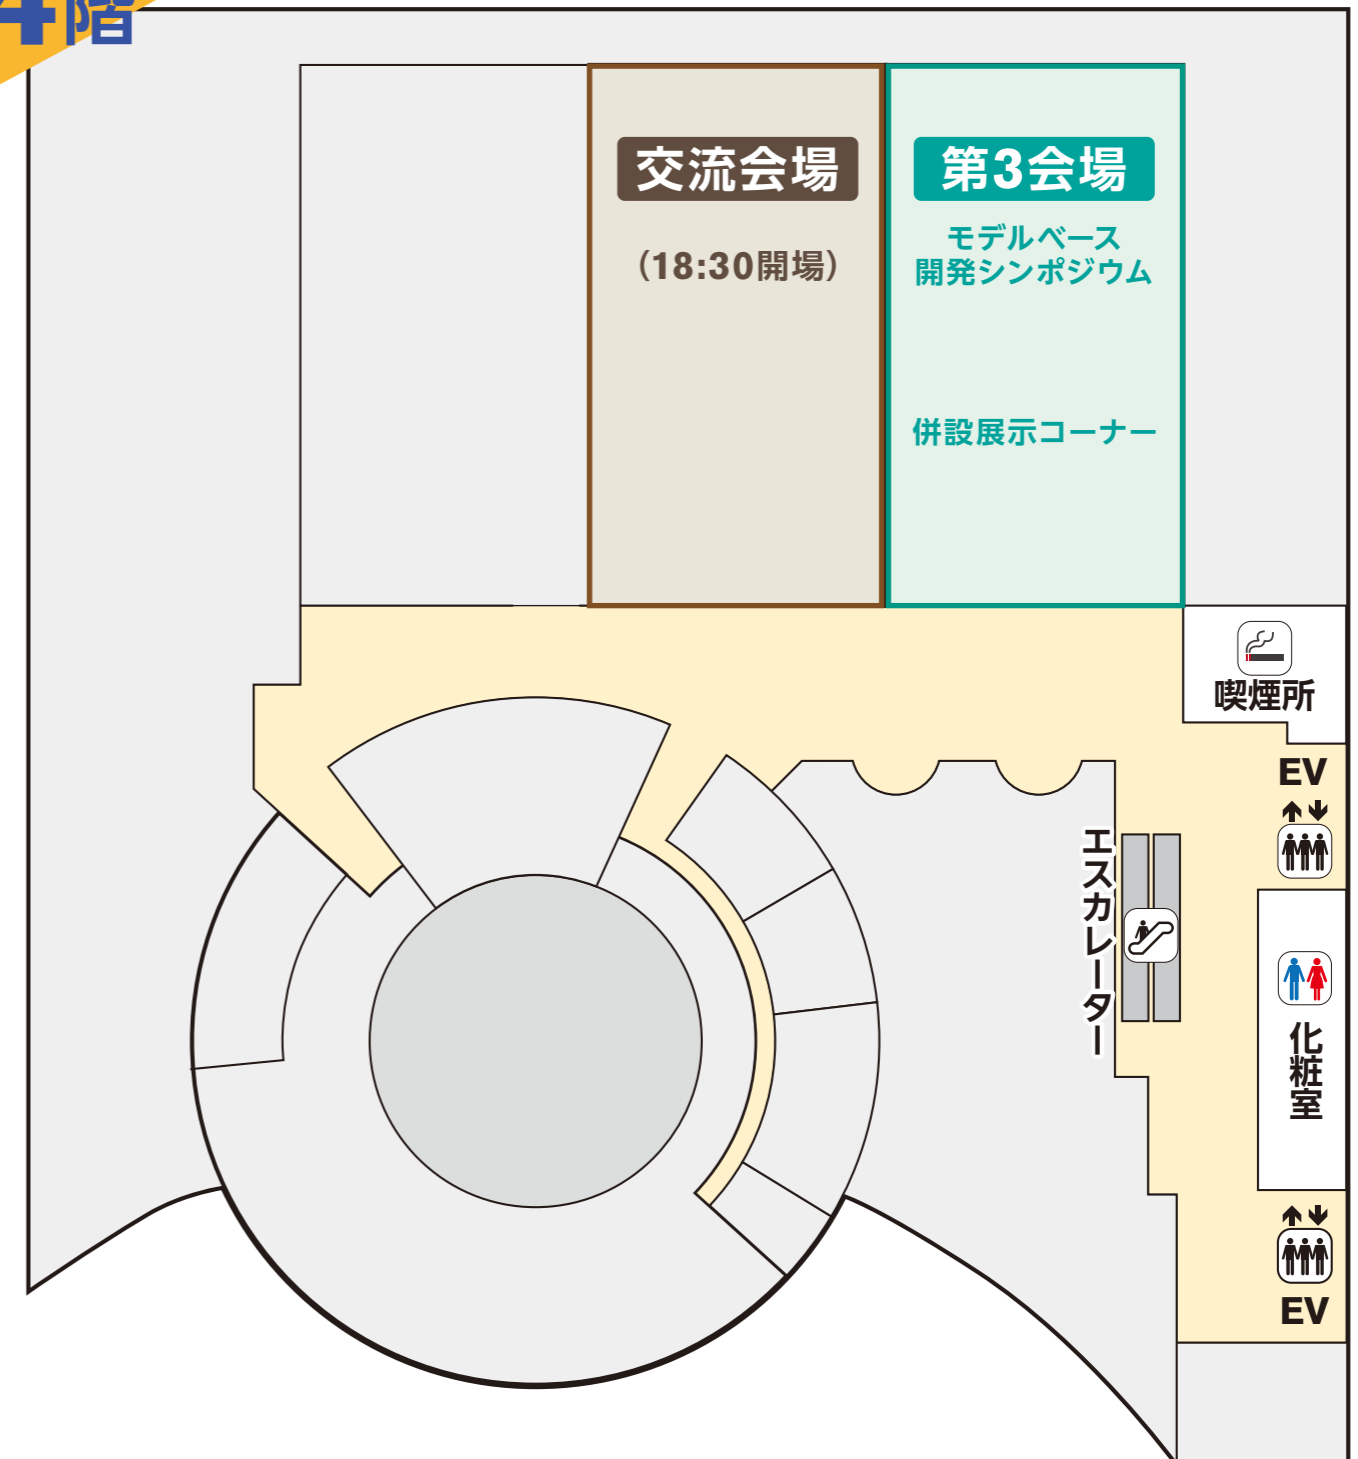 4階
交流会場
(18:30開場)
第3会場
モデルベース
開発シンポジウム
併設展示コーナー
喫煙所
EV
エスカレーター
化粧室
EV